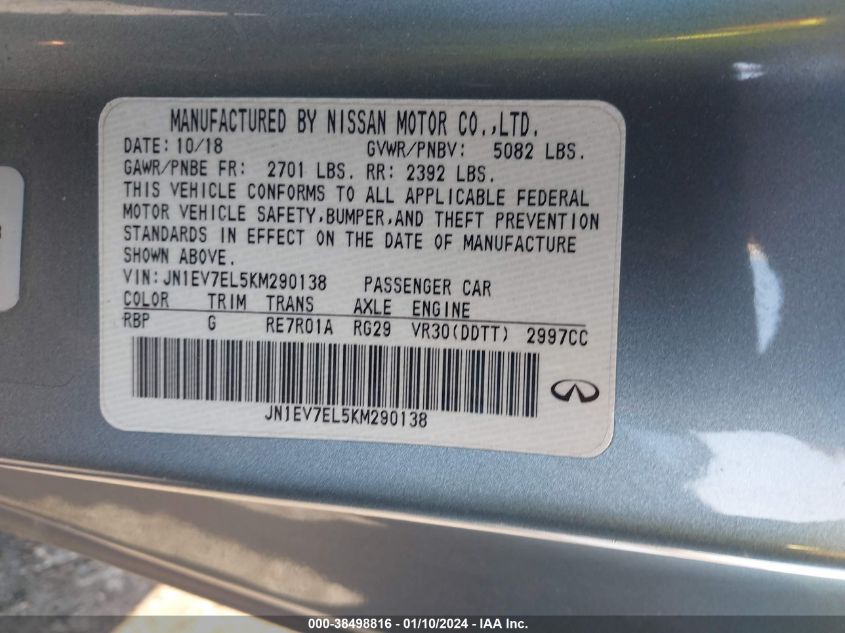 MANUFACTURED BY NISSAN MOTOR CO.,LTD.
DATE: 10/18 GVWR/PNBV: 5082 LBS.
GAWR/PNBE FR: 2701 LBS. RR: 2392 LBS.
THIS VEHICLE CONFORMS TO ALL APPLICABLE FEDERAL
MOTOR VEHICLE SAFETY,BUMPER,AND THEFT PREVENTION
STANDARDS IN EFFECT ON THE DATE OF MANUFACTURE
SHOWN ABOVE.
VIN: JN1EV7EL5KM290138 PASSENGER CAR
COLOR TRIM TRANS AXLE ENGINE
RBP G RE7R01A RG29 VR30(DDTT) 2997CC
JN1EV7EL5KM290138
000-38498816 - 01/10/2024 - IAA Inc.